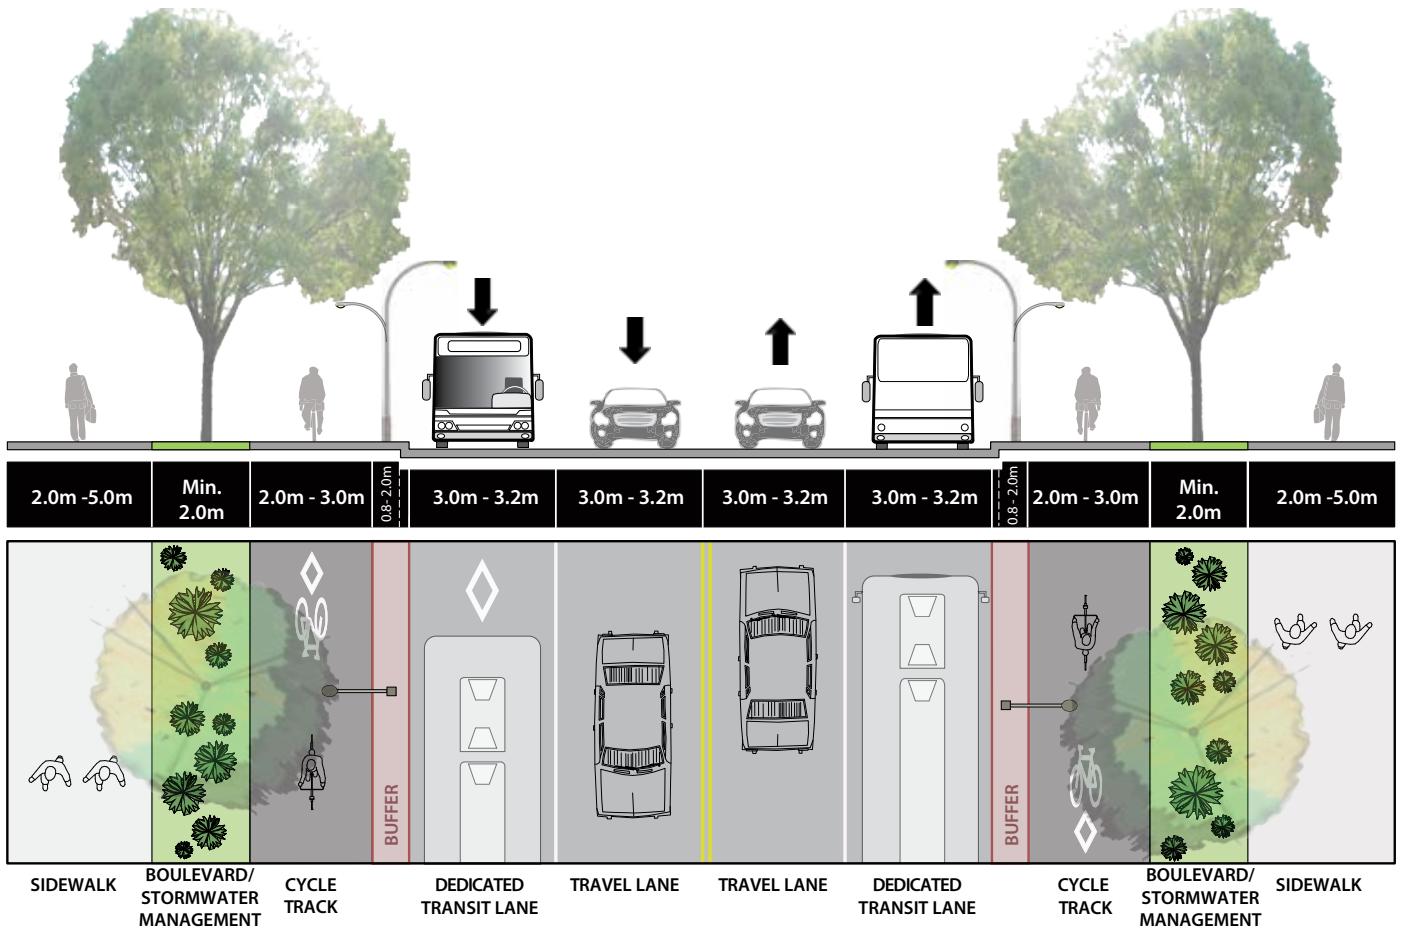 2.0m -5.0m
Min.
2.0m
2.0m - 3.0m
0.8 - 2.0m
3.0m - 3.2m
3.0m - 3.2m
3.0m - 3.2m
3.0m - 3.2m
0.8 - 2.0m
2.0m - 3.0m
Min.
2.0m
2.0m -5.0m
BUFFER
BUFFER
SIDEWALK
BOULEVARD/
STORMWATER
MANAGEMENT
CYCLE
TRACK
DEDICATED
TRANSIT LANE
TRAVEL LANE
TRAVEL LANE
DEDICATED
TRANSIT LANE
CYCLE
TRACK
BOULEVARD/
STORMWATER
MANAGEMENT
SIDEWALK